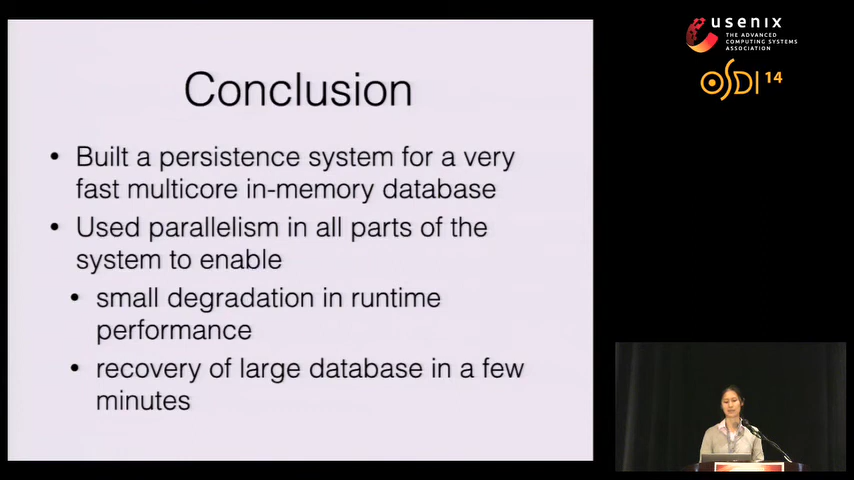 Conclusion
• Built a persistence system for a very
fast multicore in-memory database
• Used parallelism in all parts of the
system to enable
• small degradation in runtime
performance
• recovery of large database in a few
minutes
usenix
THE ADVANCED
COMPUTING SYSTEMS
ASSOCIATION
OSDI 14